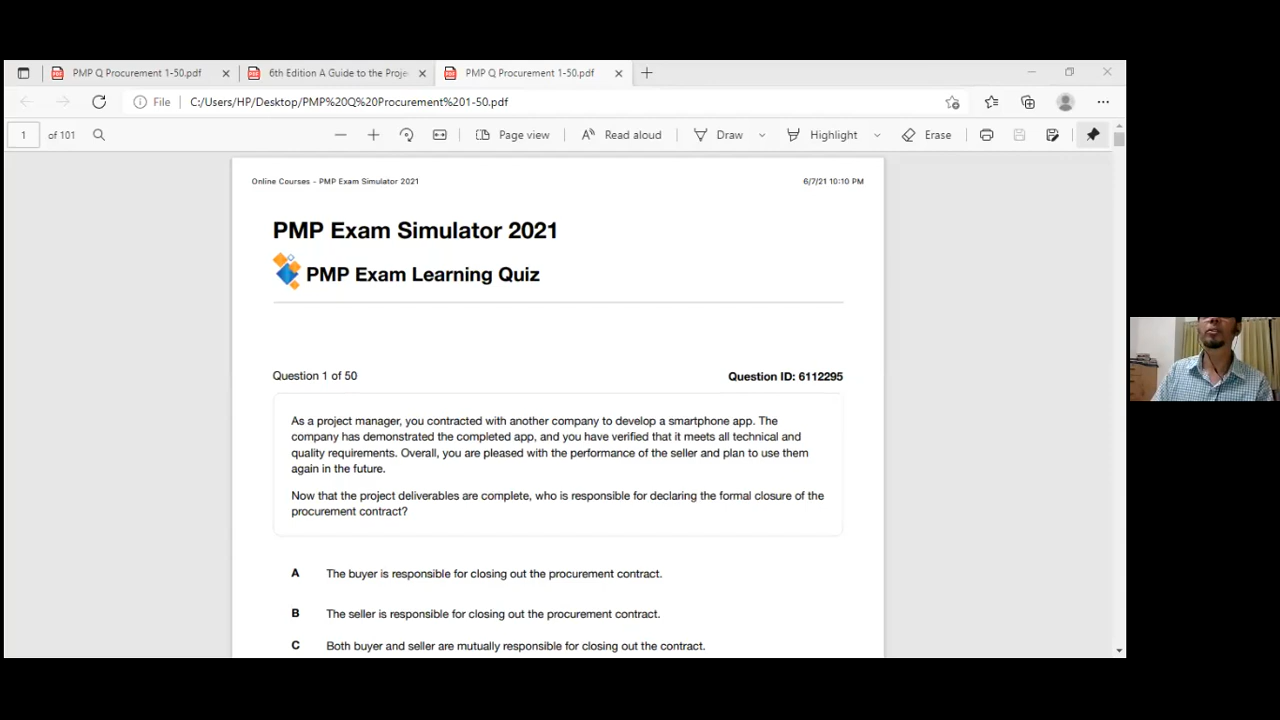 PMP Q Procurement 1-50.pdf
6th Edition A Guide to the Proje
PMP Q Procurement 1-50.pdf
File
C:/Users/HP/Desktop/PMP%20Q%20Procurement%201-50.pdf
1 of 101
Page view
Read aloud
Draw
Highlight
Erase
Online Courses - PMP Exam Simulator 2021
6/7/21 10:10 PM
PMP Exam Simulator 2021
PMP Exam Learning Quiz
Question 1 of 50
Question ID: 6112295
As a project manager, you contracted with another company to develop a smartphone app. The
company has demonstrated the completed app, and you have verified that it meets all technical and
quality requirements. Overall, you are pleased with the performance of the seller and plan to use them
again in the future.
Now that the project deliverables are complete, who is responsible for declaring the formal closure of the
procurement contract?
A The buyer is responsible for closing out the procurement contract.
B The seller is responsible for closing out the procurement contract.
C Both buyer and seller are mutually responsible for closing out the contract.